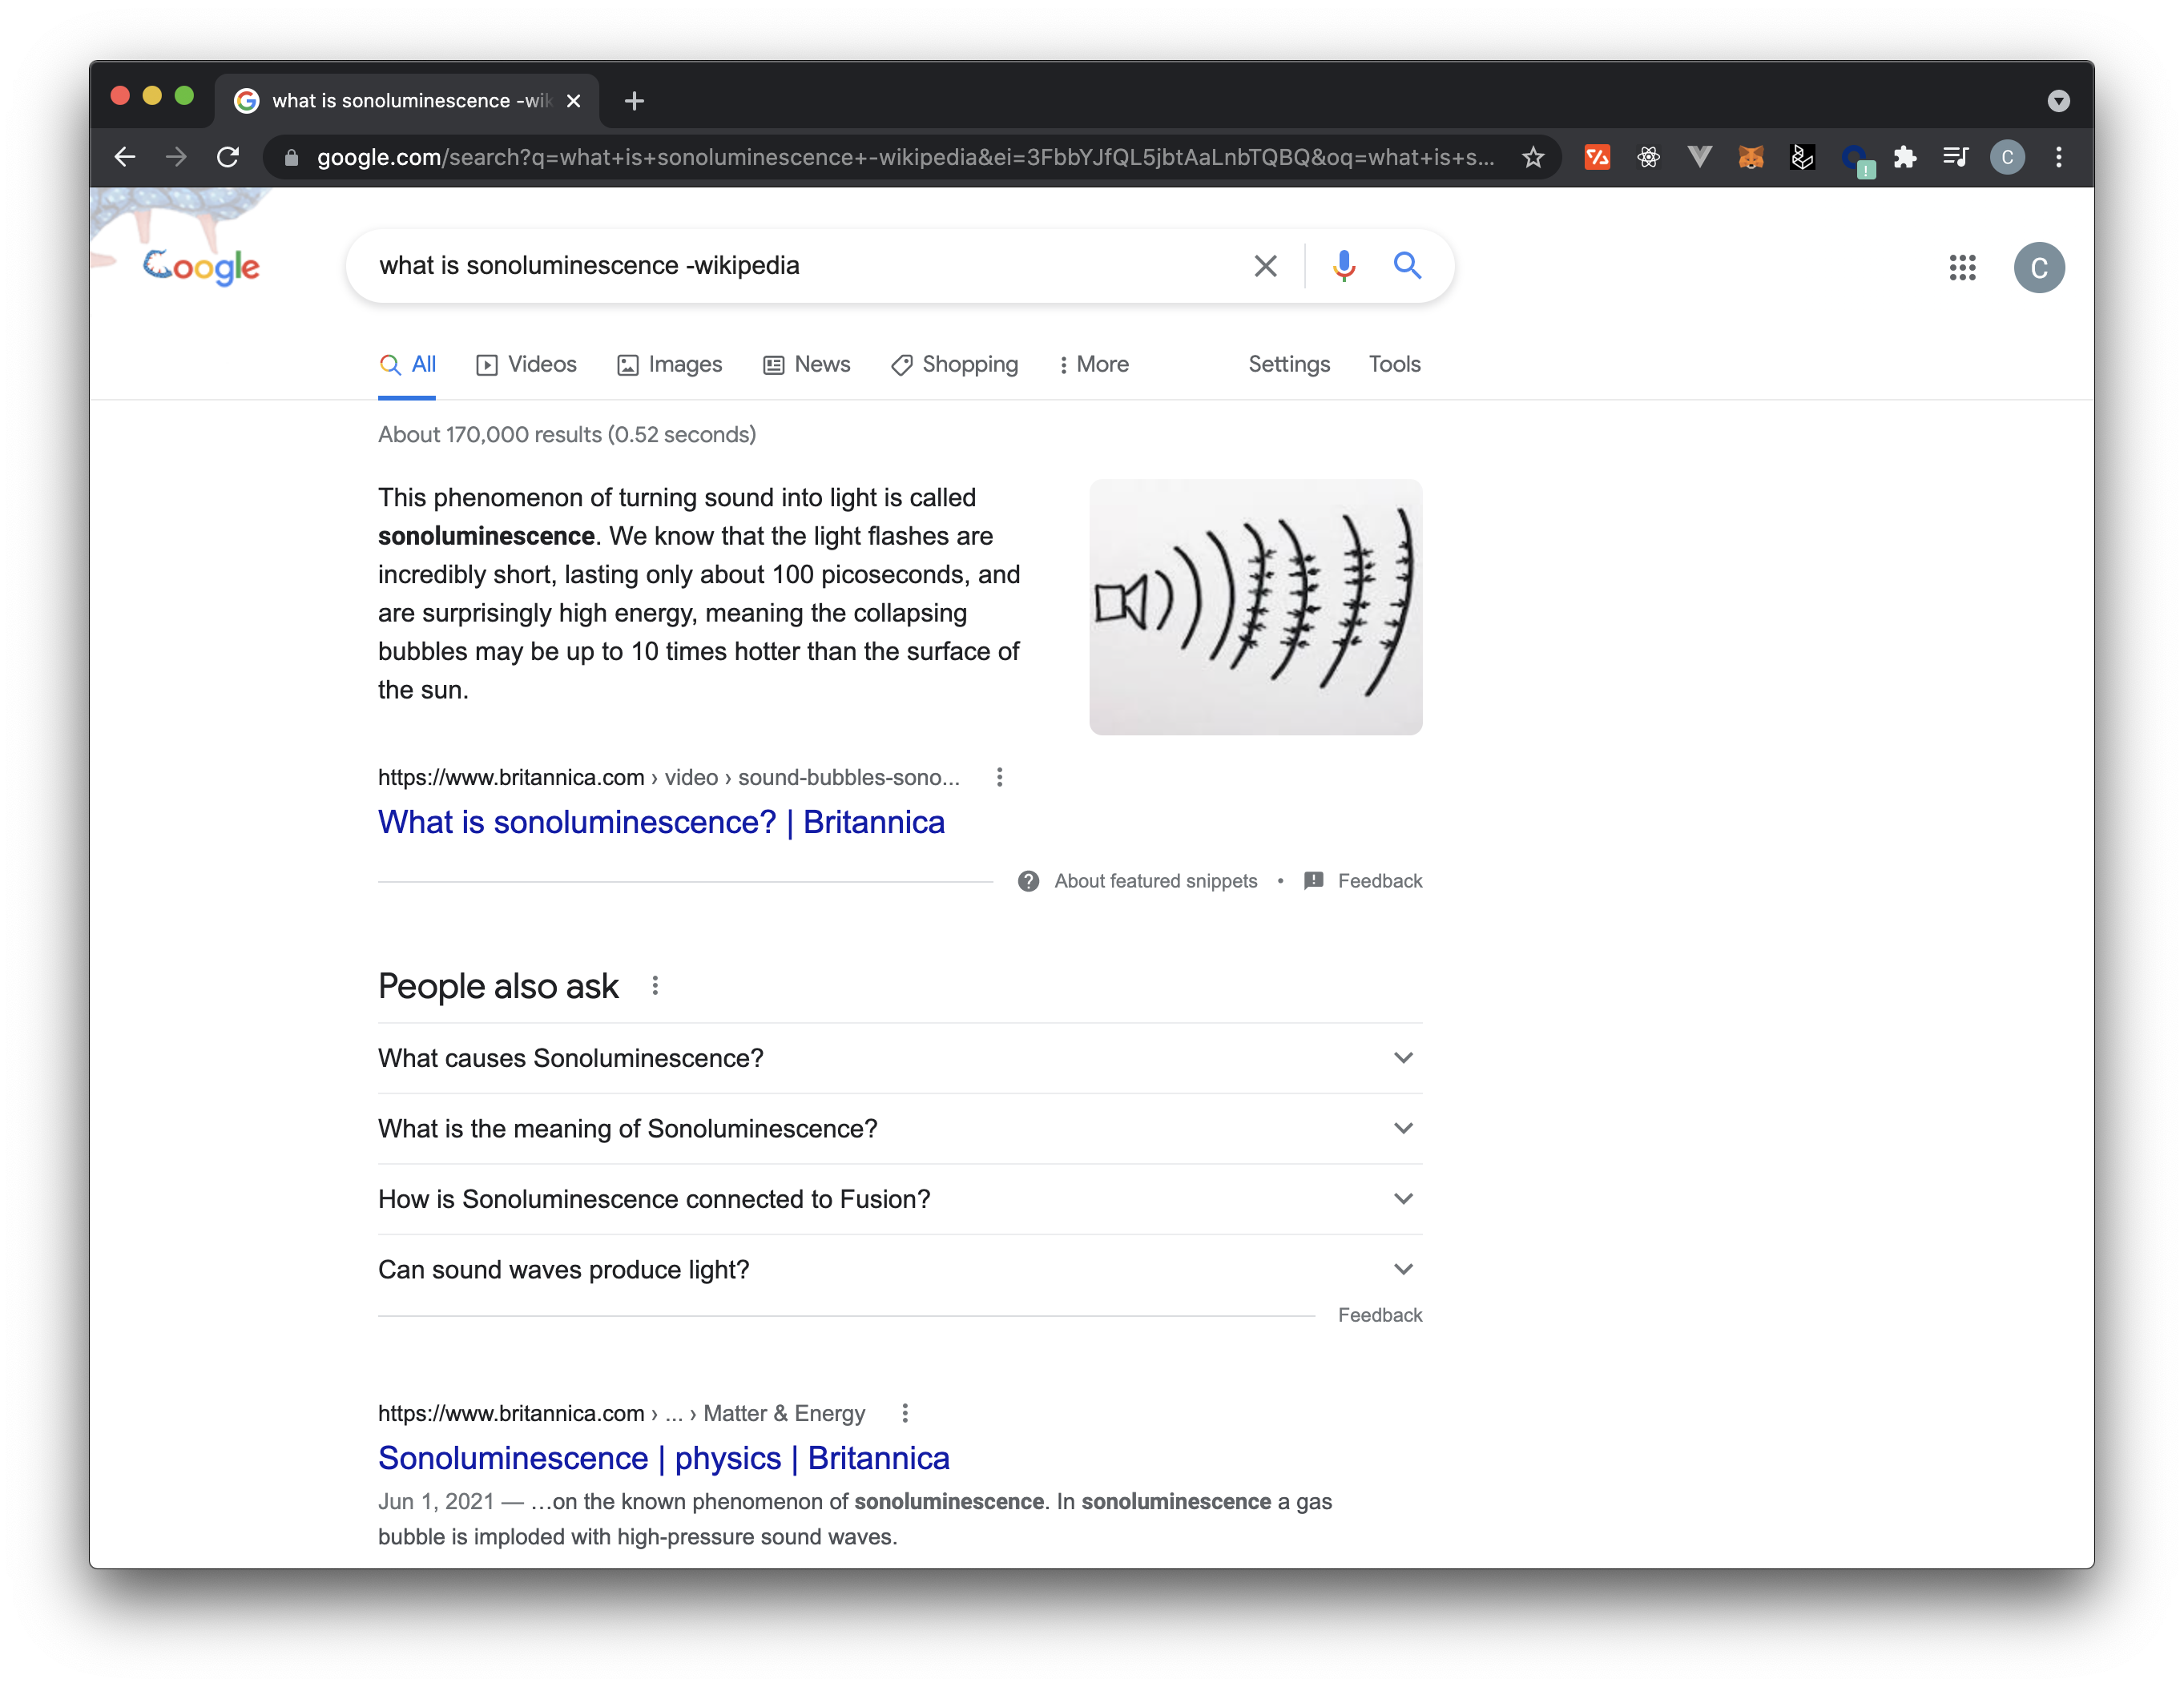 what is sonoluminescence -wik
google.com/search?q=what+is+sonoluminescence+-wikipedia&ei=3FbbYJfQL5jbtAaLnbTQBQ&oq=what+is+s...
C
Google
what is sonoluminescence -wikipedia
C
All Videos Images News Shopping More Settings Tools
About 170,000 results (0.52 seconds)
This phenomenon of turning sound into light is called
sonoluminescence. We know that the light flashes are
incredibly short, lasting only about 100 picoseconds, and
are surprisingly high energy, meaning the collapsing
bubbles may be up to 10 times hotter than the surface of
the sun.
https://www.britannica.com › video › sound-bubbles-sono...
What is sonoluminescence? | Britannica
About featured snippets • Feedback
People also ask
What causes Sonoluminescence?
What is the meaning of Sonoluminescence?
How is Sonoluminescence connected to Fusion?
Can sound waves produce light?
Feedback
https://www.britannica.com › ... › Matter & Energy
Sonoluminescence | physics | Britannica
Jun 1, 2021 — …on the known phenomenon of sonoluminescence. In sonoluminescence a gas
bubble is imploded with high-pressure sound waves.